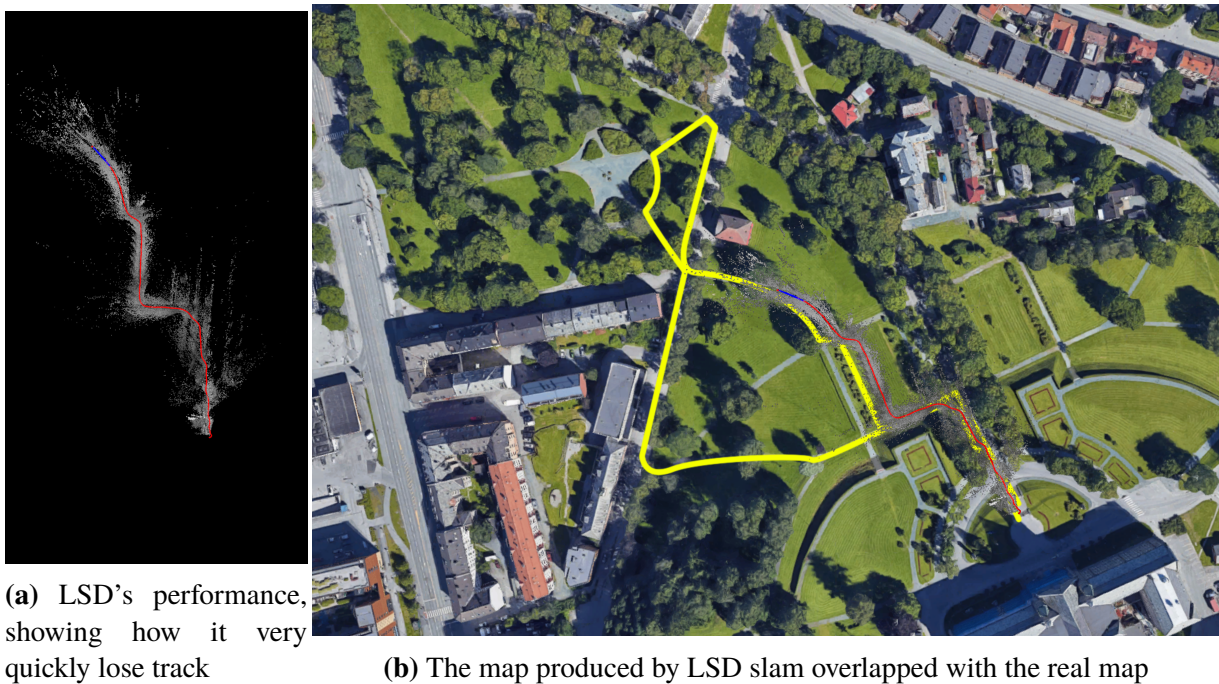 (a) LSD's performance,
showing how it very
quickly lose track
(b) The map produced by LSD slam overlapped with the real map